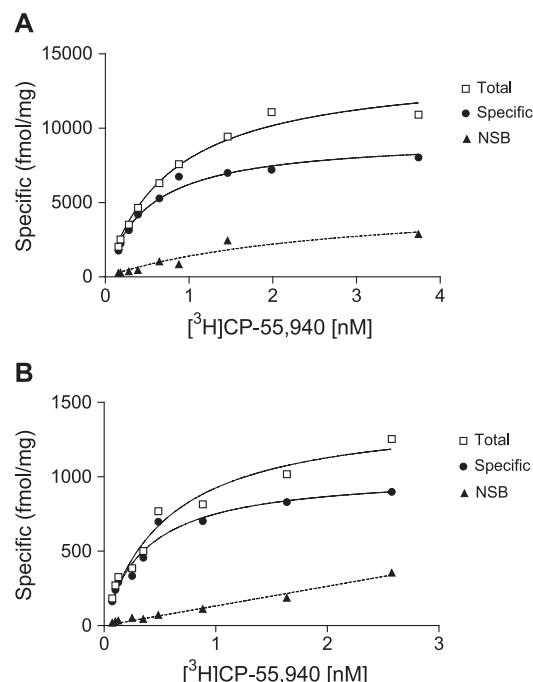 A
15000
10000
5000
0
Specific (fmol/mg)
0 1 2 3 4
[³H]CP-55,940 [nM]
□ Total
● Specific
▲ NSB
B
1500
1000
500
0
Specific (fmol/mg)
0 1 2 3
[³H]CP-55,940 [nM]
□ Total
● Specific
▲ NSB